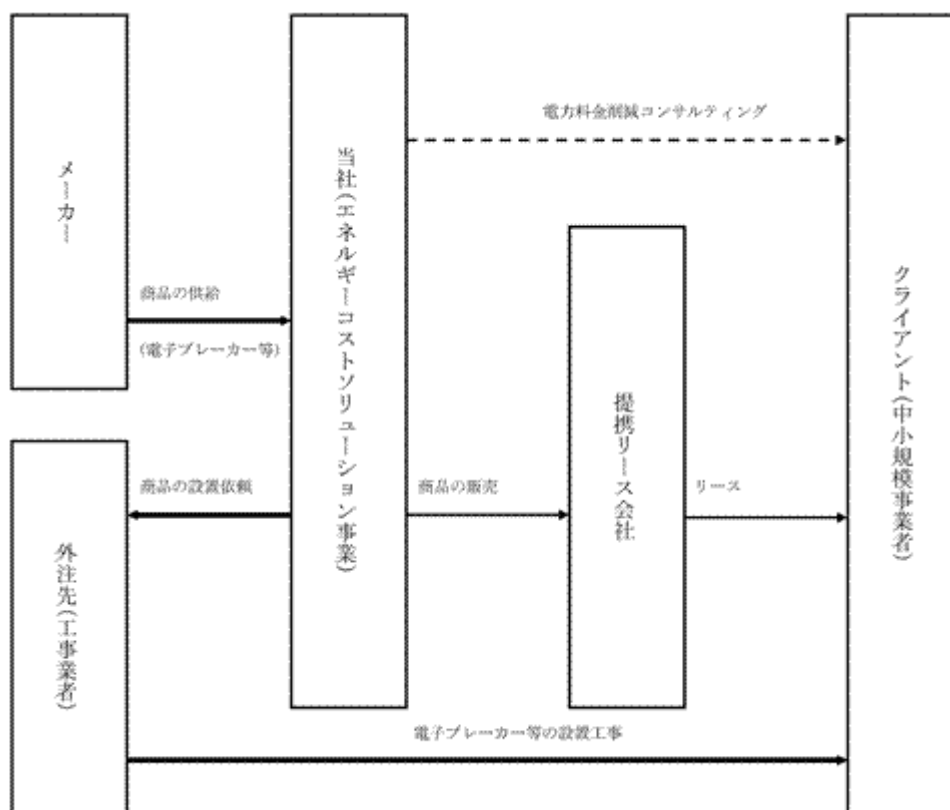 メーカー
当社(エネルギーコストソリューション事業)
電力料金削減コンサルティング
クライアント(中小規模事業者)
商品の供給
(電子ブレーカー等)
提携リース会社
商品の設置依頼
商品の販売
リース
外注先(工事業者)
電子ブレーカー等の設置工事